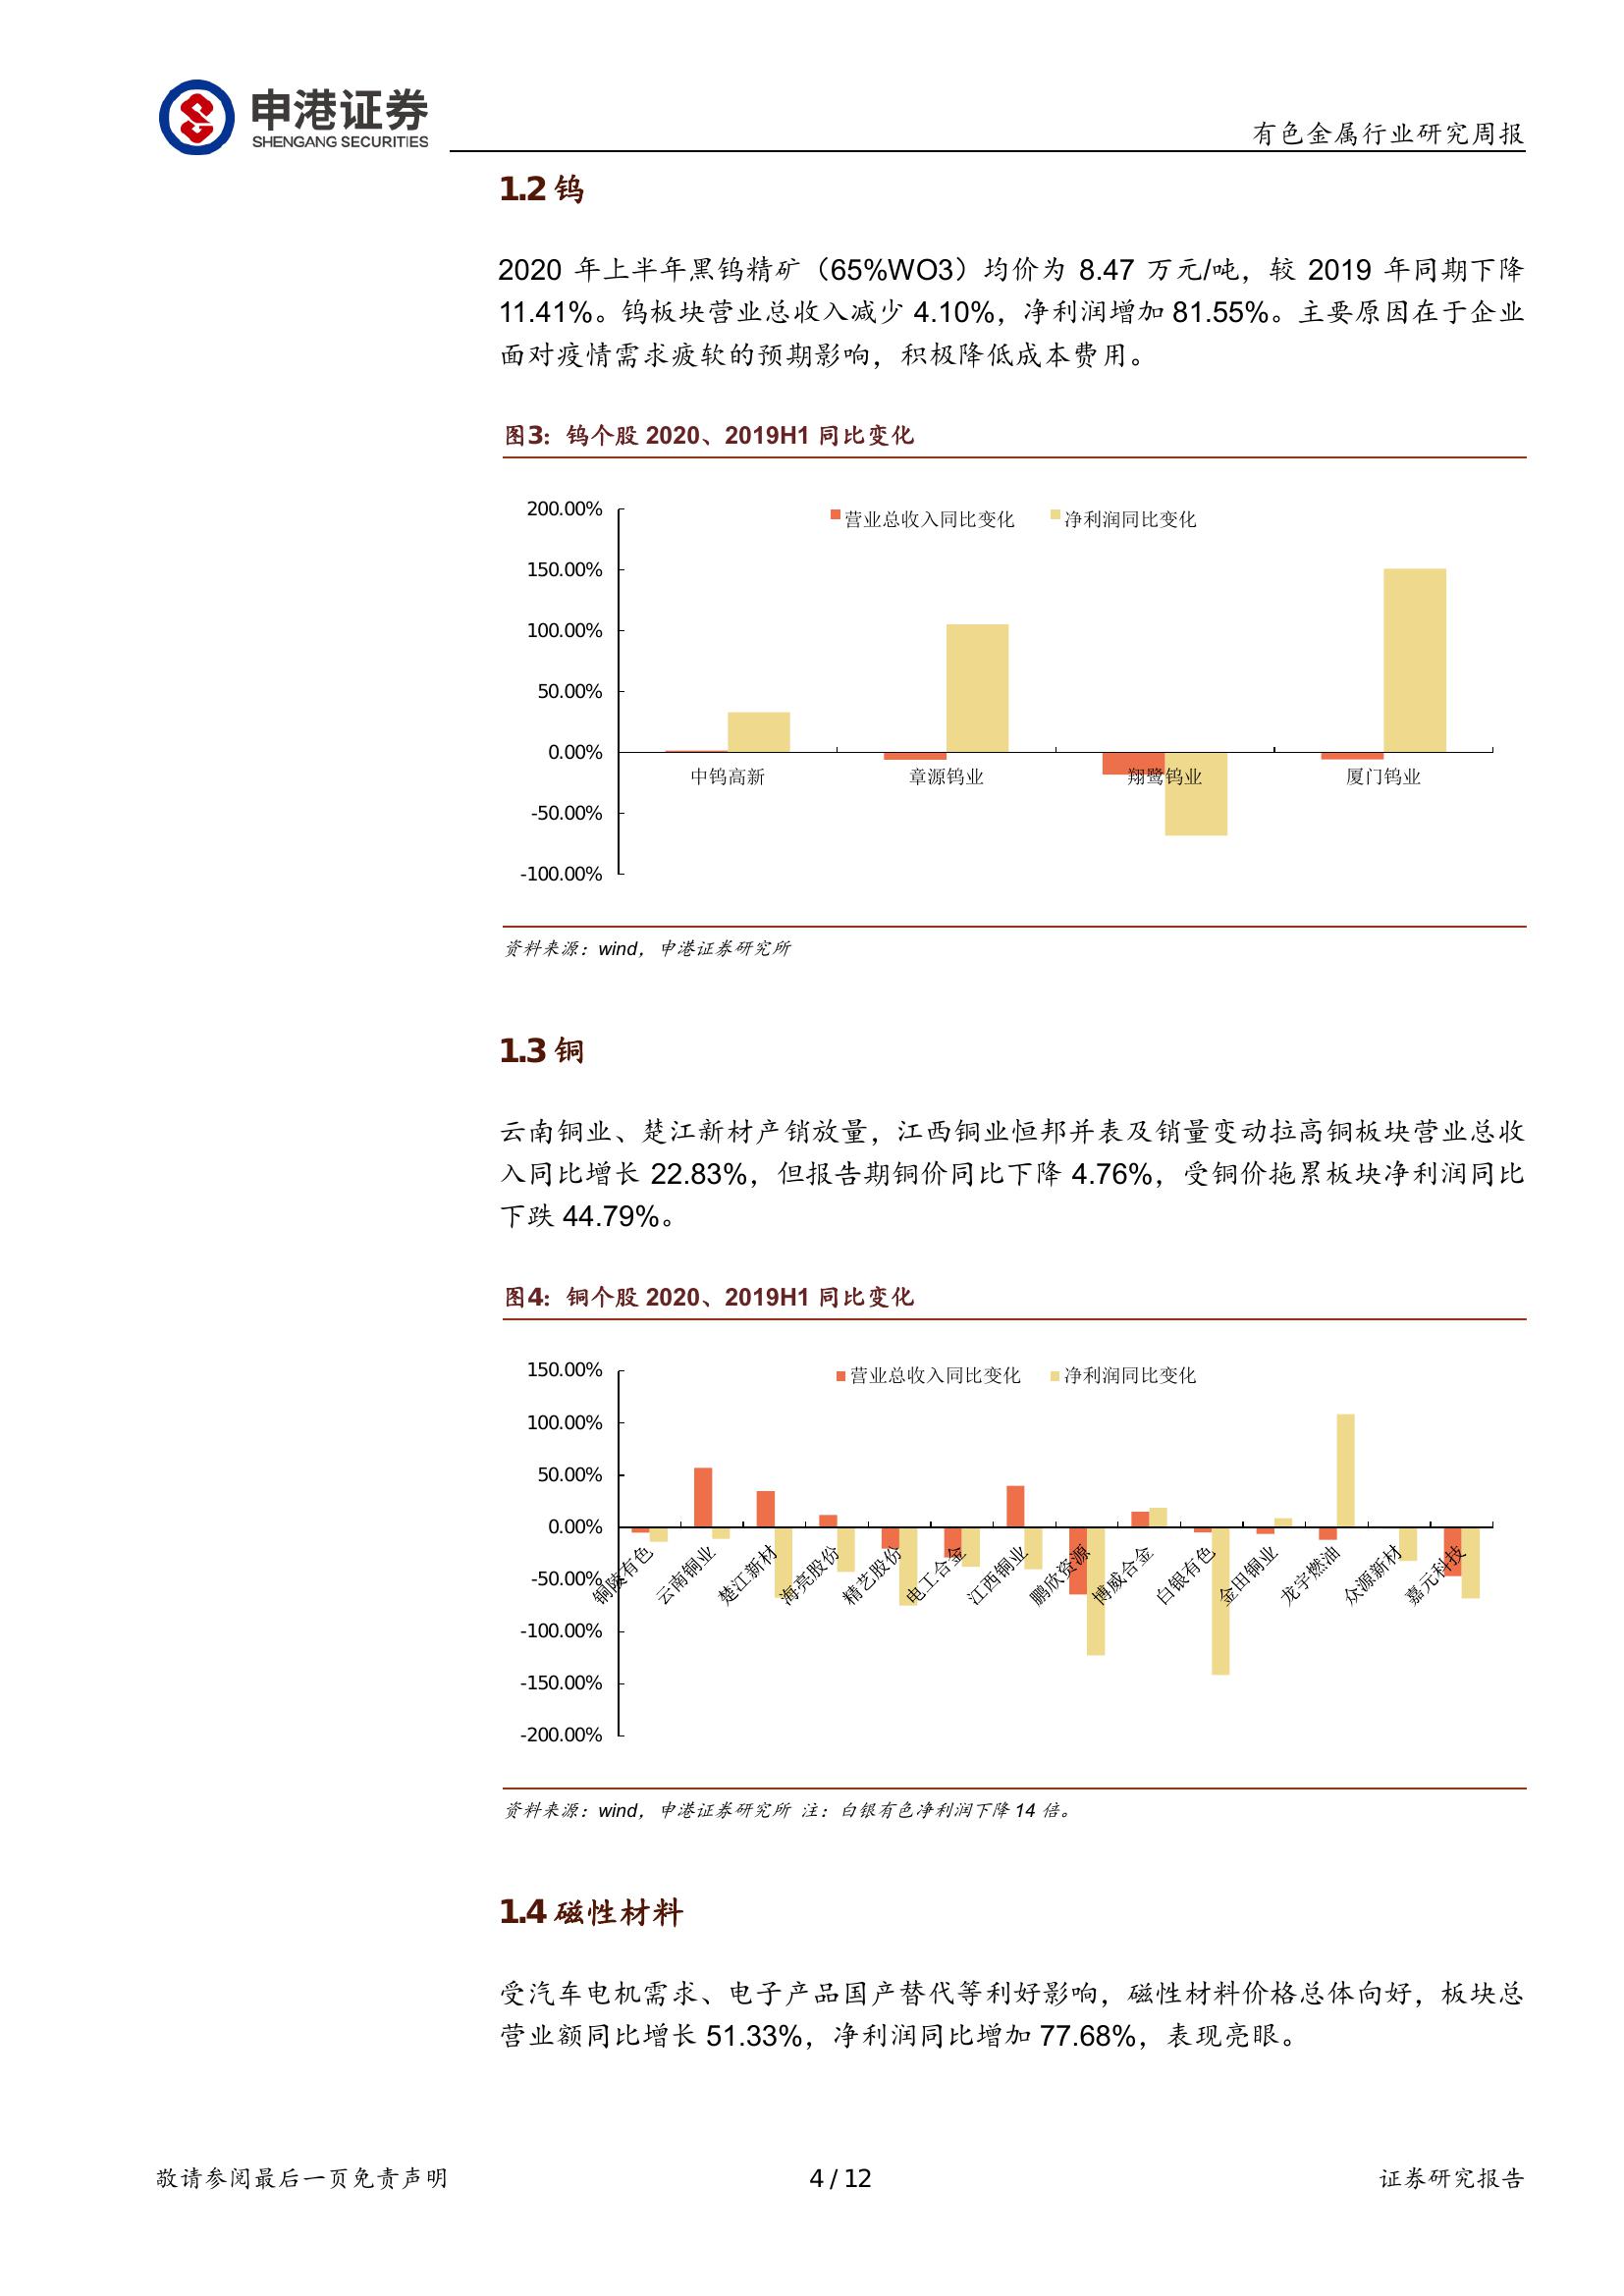 申港证券
SHENGANG SECURITIES
有色金属行业研究周报
1.2 钨
2020 年上半年黑钨精矿（65%WO3）均价为 8.47 万元/吨，较 2019 年同期下降
11.41%。钨板块营业总收入减少 4.10%，净利润增加 81.55%。主要原因在于企业
面对疫情需求疲软的预期影响，积极降低成本费用。
图3：钨个股 2020、2019H1 同比变化
营业总收入同比变化 净利润同比变化
200.00%
150.00%
100.00%
50.00%
0.00%
-50.00%
-100.00%
中钨高新 章源钨业 翔鹭钨业 厦门钨业
资料来源：wind，申港证券研究所
1.3 铜
云南铜业、楚江新材产销放量，江西铜业恒邦并表及销量变动拉高铜板块营业总收
入同比增长 22.83%，但报告期铜价同比下降 4.76%，受铜价拖累板块净利润同比
下跌 44.79%。
图4：铜个股 2020、2019H1 同比变化
营业总收入同比变化 净利润同比变化
150.00%
100.00%
50.00%
0.00%
-50.00%
-100.00%
-150.00%
-200.00%
铜陵有色 云南铜业 楚江新材 海亮股份 精艺股份 电工合金 江西铜业 鹏欣资源 博威合金 白银有色 金田铜业 龙宇燃油 众源新材 嘉元科技
资料来源：wind，申港证券研究所 注：白银有色净利润下降 14 倍。
1.4 磁性材料
受汽车电机需求、电子产品国产替代等利好影响，磁性材料价格总体向好，板块总
营业额同比增长 51.33%，净利润同比增加 77.68%，表现亮眼。
敬请参阅最后一页免责声明 4 / 12 证券研究报告